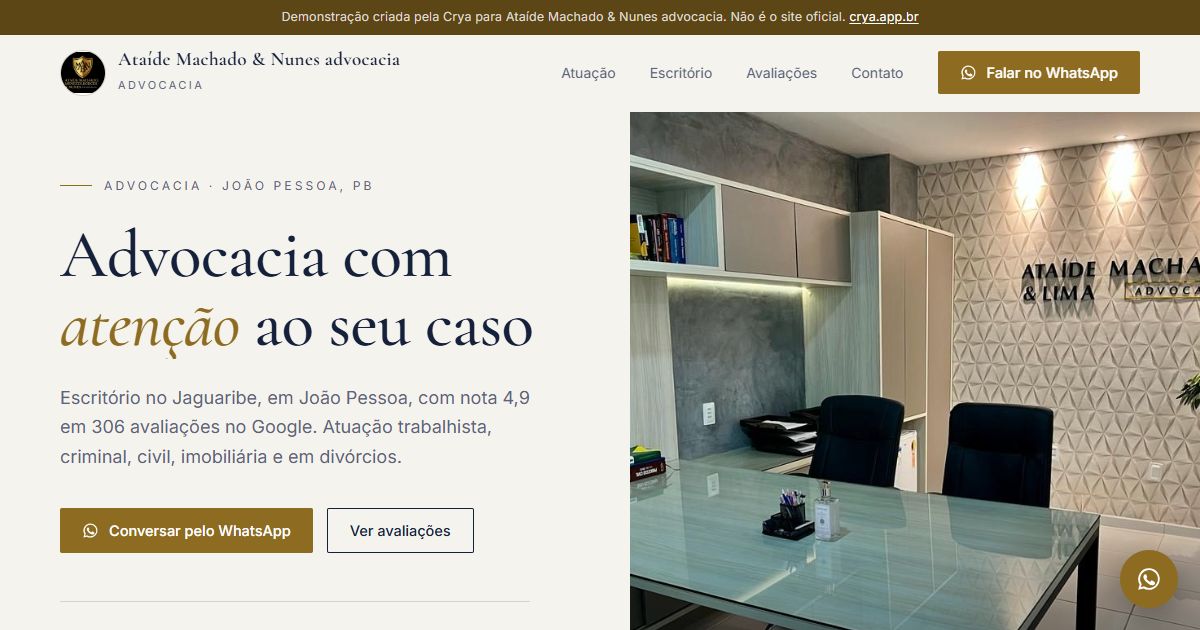 Demonstração criada pela Crya para Ataíde Machado & Nunes advocacia. Não é o site oficial. crya.app.br
Ataíde Machado & Nunes advocacia
ADVOCACIA
Atuação
Escritório
Avaliações
Contato
Falar no WhatsApp
ADVOCACIA · JOÃO PESSOA, PB
Advocacia com
atenção ao seu caso
Escritório no Jaguaribe, em João Pessoa, com nota 4,9
em 306 avaliações no Google. Atuação trabalhista,
criminal, civil, imobiliária e em divórcios.
Conversar pelo WhatsApp
Ver avaliações
ATAÍDE MACHA
& LIMA
ADVOCA